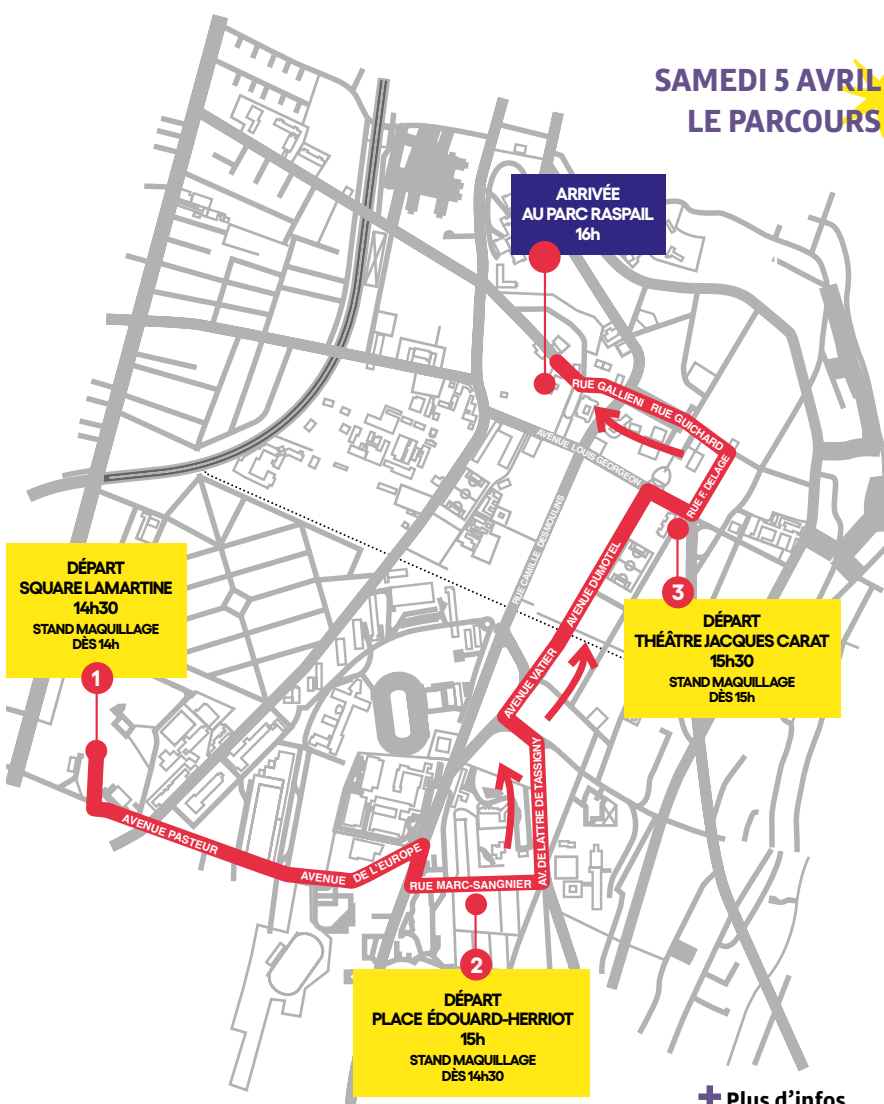 SAMEDI 5 AVRIL
LE PARCOURS
ARRIVÉE
AU PARC RASPAIL
16h
RUE GALLIENI
RUE GUICHARD
AVENUE LOUIS GEORGEON
RUE F. DELAGE
RUE CAMILLE DESMOULINS
AVENUE DUMOTEL
DÉPART
SQUARE LAMARTINE
14h30
STAND MAQUILLAGE
DÈS 14h
1
3
DÉPART
THÉÂTRE JACQUES CARAT
15h30
STAND MAQUILLAGE
DÈS 15h
AVENUE VATIER
AV. DE LATTRE DE TASSIGNY
AVENUE PASTEUR
AVENUE DE L'EUROPE
RUE MARC-SANGNIER
2
DÉPART
PLACE ÉDOUARD-HERRIOT
15h
STAND MAQUILLAGE
DÈS 14h30
+ Plus d'infos